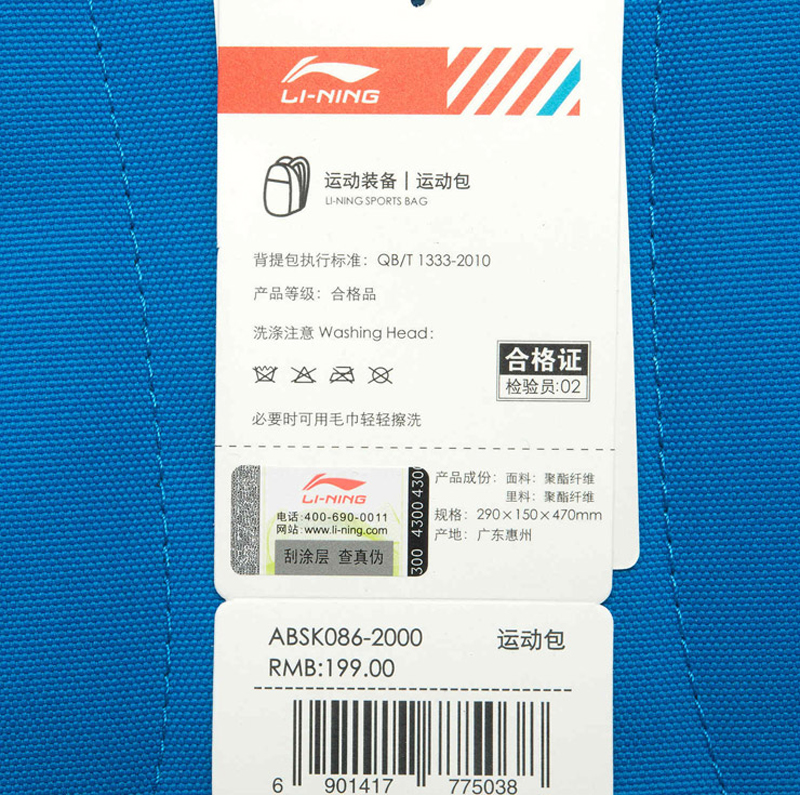 LI-NING
运动装备 | 运动包
LI-NING SPORTS BAG
背提包执行标准: QB/T 1333-2010
产品等级: 合格品
洗涤注意 Washing Head:
合格证
检验员:02
必要时可用毛巾轻轻擦洗
LI-NING
电话:400-690-0011
网站:www.li-ning.com
刮涂层 查真伪
300 4300 4300
产品成份: 面料: 聚酯纤维
里料: 聚酯纤维
规格: 290×150×470mm
产地: 广东惠州
ABSK086-2000 运动包
RMB:199.00
6 901417 775038